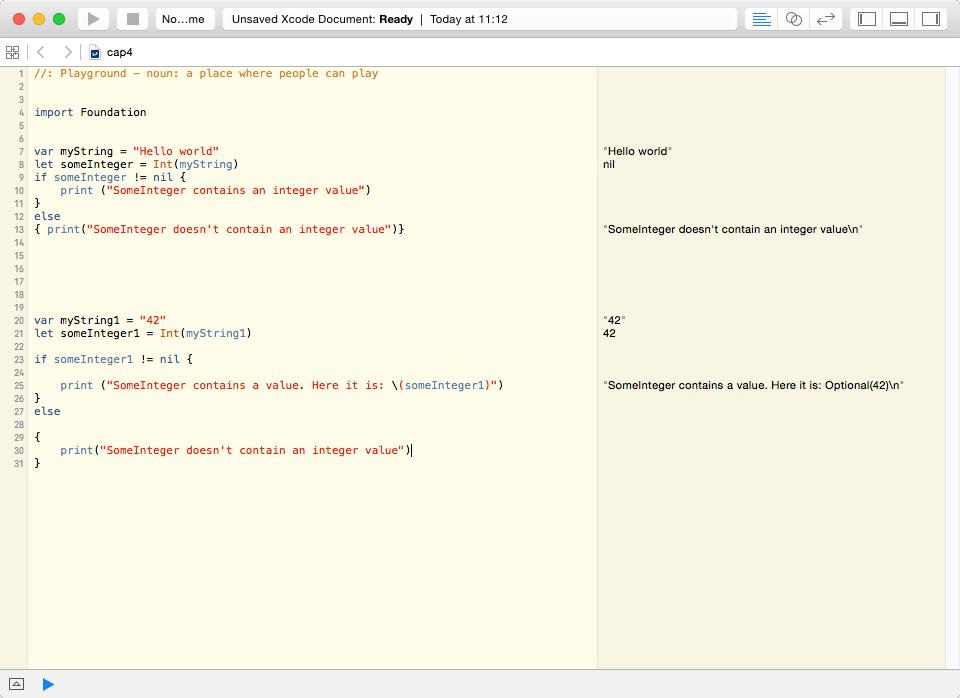 No...me Unsaved Xcode Document: Ready | Today at 11:12
cap4
1 //: Playground – noun: a place where people can play
2
3
4 import Foundation
5
6
7 var myString = "Hello world" "Hello world"
8 let someInteger = Int(myString) nil
9 if someInteger != nil {
10 print ("SomeInteger contains an integer value")
11 }
12 else
13 { print("SomeInteger doesn't contain an integer value")} "SomeInteger doesn't contain an integer value\n"
14
15
16
17
18
19
20 var myString1 = "42" "42"
21 let someInteger1 = Int(myString1) 42
22
23 if someInteger1 != nil {
24
25 print ("SomeInteger contains a value. Here it is: \(someInteger1)") "SomeInteger contains a value. Here it is: Optional(42)\n"
26 }
27 else
28
29 {
30 print("SomeInteger doesn't contain an integer value")
31 }